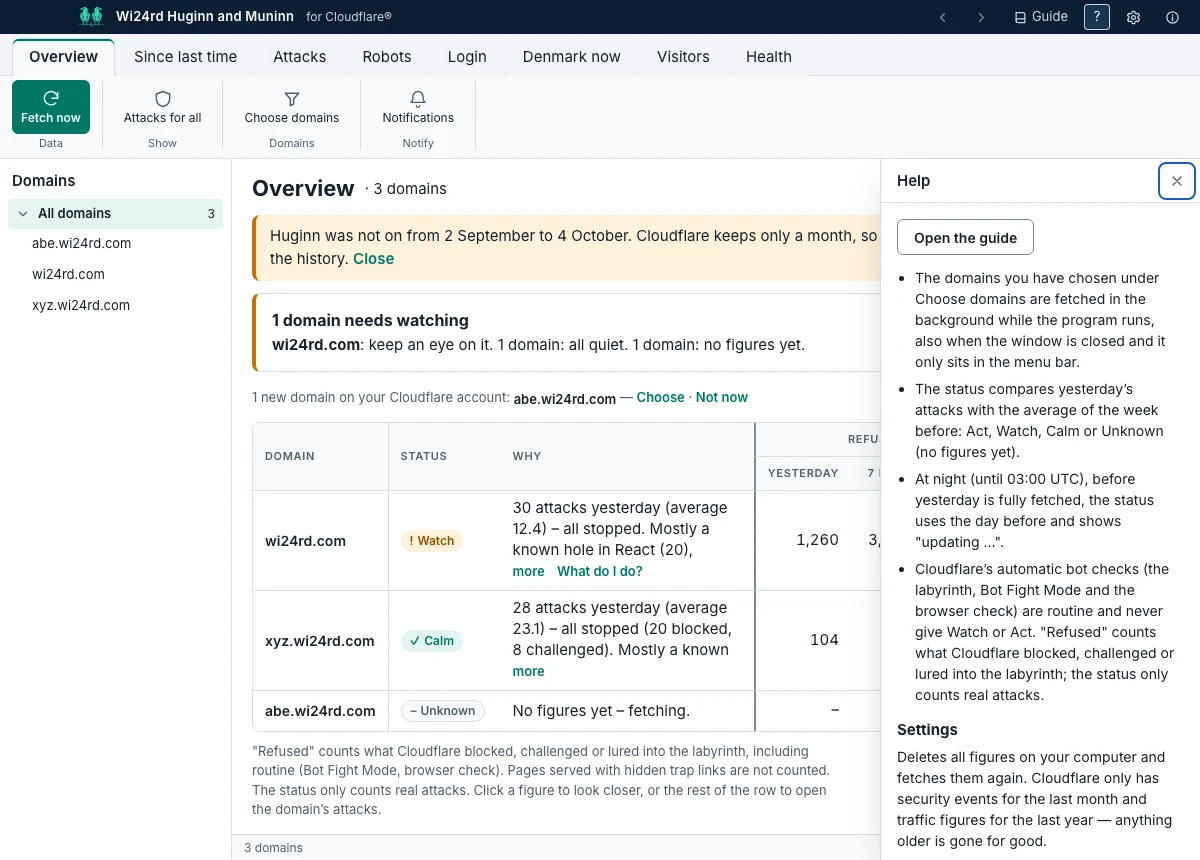 Wi24rd Huginn and Muninn for Cloudflare®
Guide
?
Overview
Since last time
Attacks
Robots
Login
Denmark now
Visitors
Health
Fetch now
Data
Attacks for all
Show
Choose domains
Domains
Notifications
Notify
Domains
All domains 3
abe.wi24rd.com
wi24rd.com
xyz.wi24rd.com
Overview · 3 domains
Huginn was not on from 2 September to 4 October. Cloudflare keeps only a month, so
the history. Close
1 domain needs watching
wi24rd.com: keep an eye on it. 1 domain: all quiet. 1 domain: no figures yet.
1 new domain on your Cloudflare account: abe.wi24rd.com — Choose · Not now
DOMAIN STATUS WHY
YESTERDAY 7
wi24rd.com
! Watch
30 attacks yesterday (average
12.4) – all stopped. Mostly a
known hole in React (20),
more What do I do?
1,260 3,
xyz.wi24rd.com
✓ Calm
28 attacks yesterday (average
23.1) – all stopped (20 blocked,
8 challenged). Mostly a known
more
104
abe.wi24rd.com
– Unknown
No figures yet – fetching.
–
"Refused" counts what Cloudflare blocked, challenged or lured into the labyrinth, including
routine (Bot Fight Mode, browser check). Pages served with hidden trap links are not counted.
The status only counts real attacks. Click a figure to look closer, or the rest of the row to open
the domain’s attacks.
3 domains
Help
Open the guide
• The domains you have chosen under
Choose domains are fetched in the
background while the program runs,
also when the window is closed and it
only sits in the menu bar.
• The status compares yesterday’s
attacks with the average of the week
before: Act, Watch, Calm or Unknown
(no figures yet).
• At night (until 03:00 UTC), before
yesterday is fully fetched, the status
uses the day before and shows
"updating …".
• Cloudflare’s automatic bot checks (the
labyrinth, Bot Fight Mode and the
browser check) are routine and never
give Watch or Act. "Refused" counts
what Cloudflare blocked, challenged or
lured into the labyrinth; the status only
counts real attacks.
Settings
Deletes all figures on your computer and
fetches them again. Cloudflare only has
security events for the last month and
traffic figures for the last year — anything
older is gone for good.